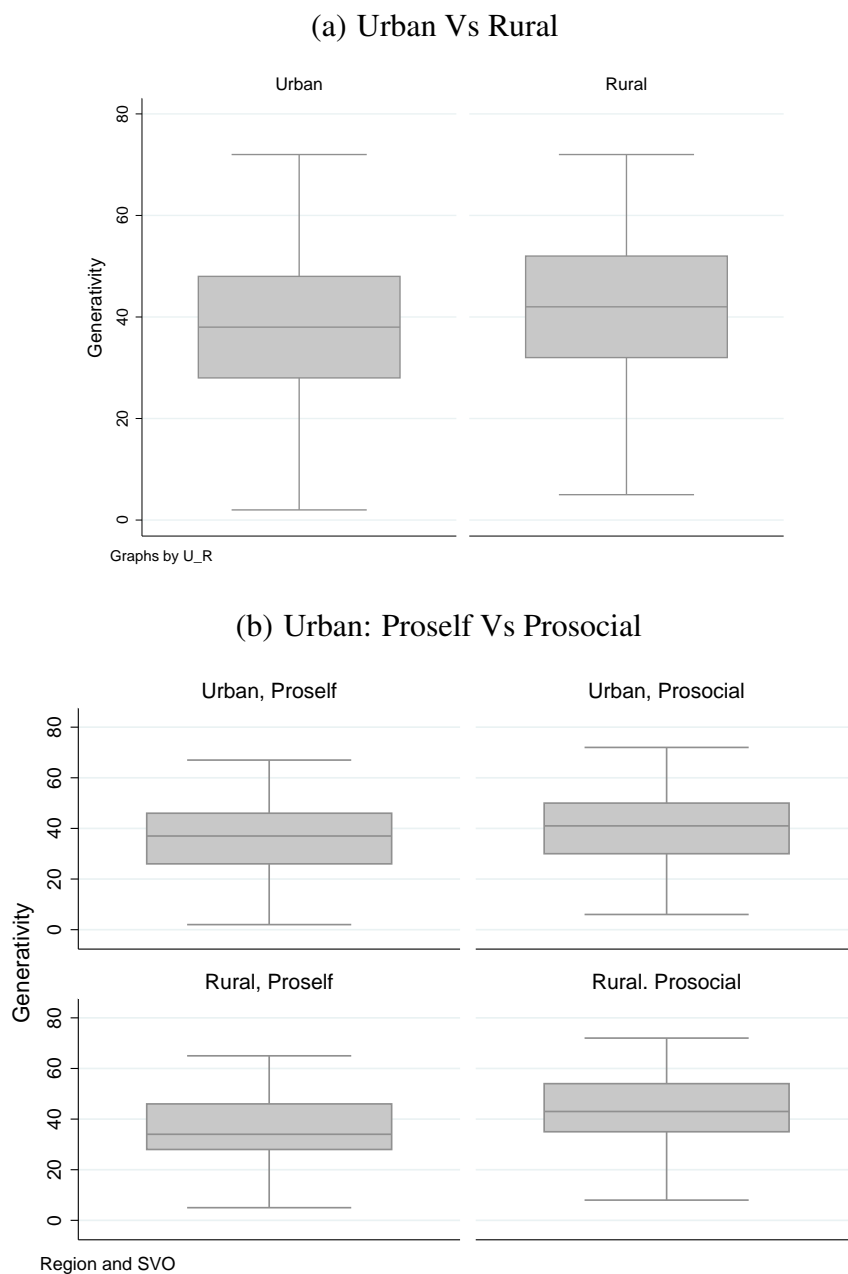 (a) Urban Vs Rural
Urban Rural
80
60
40
20
0
Generativity
Graphs by U_R
(b) Urban: Proself Vs Prosocial
Urban, Proself Urban, Prosocial
80
60
40
20
0
Generativity
Rural, Proself Rural. Prosocial
80
60
40
20
0
Region and SVO